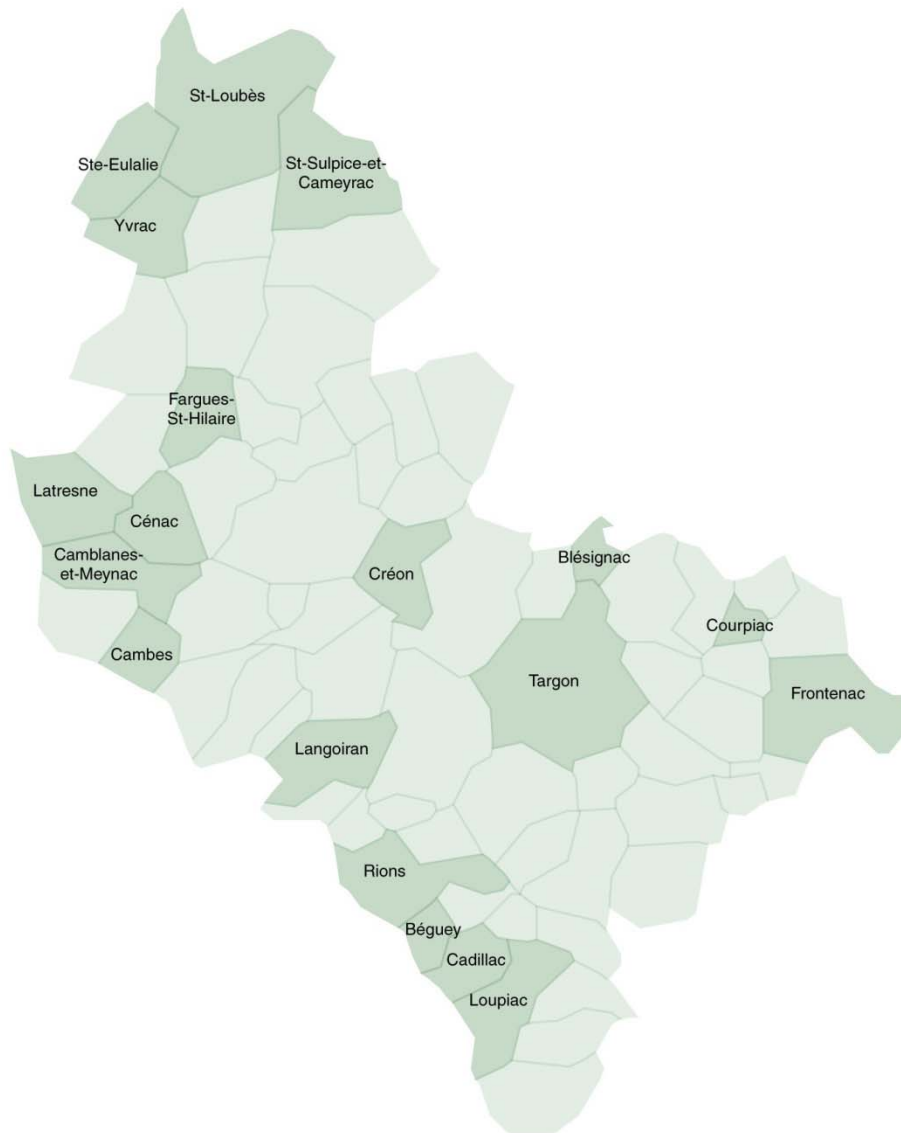 St-Loubès
Ste-Eulalie
St-Sulpice-et-
Cameyrac
Yvrac
Fargues-
St-Hilaire
Latresne
Cénac
Camblanes-
et-Meynac
Créon
Blésignac
Courpiac
Cambes
Targon
Frontenac
Langoiran
Rions
Béguey
Cadillac
Loupiac